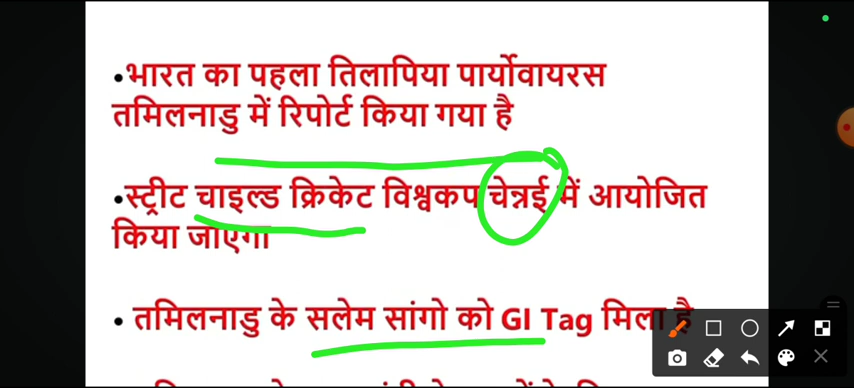 •भारत का पहला तिलापिया पार्योवायरस
तमिलनाडु में रिपोर्ट किया गया है
•स्ट्रीट चाइल्ड क्रिकेट विश्वकप चेन्नई में आयोजित
किया जाएगा
• तमिलनाडु के सलेम सांगो को GI Tag मिला है